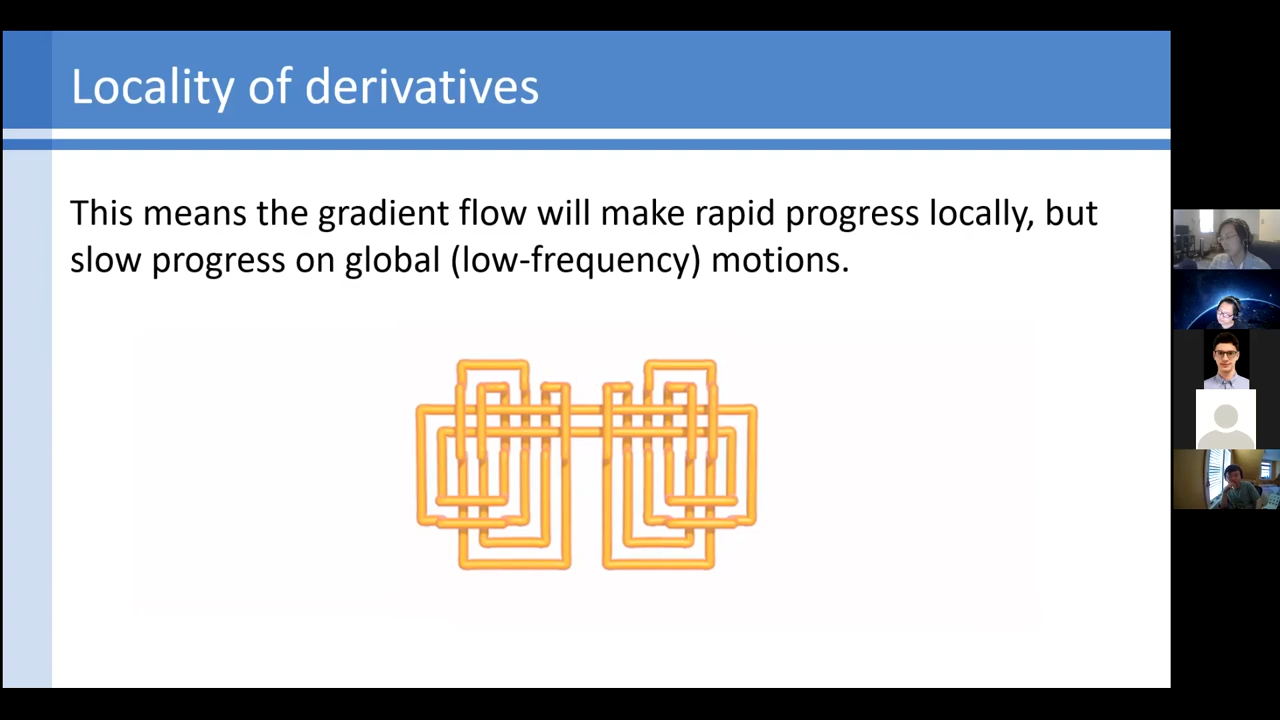 Locality of derivatives
This means the gradient flow will make rapid progress locally, but
slow progress on global (low-frequency) motions.